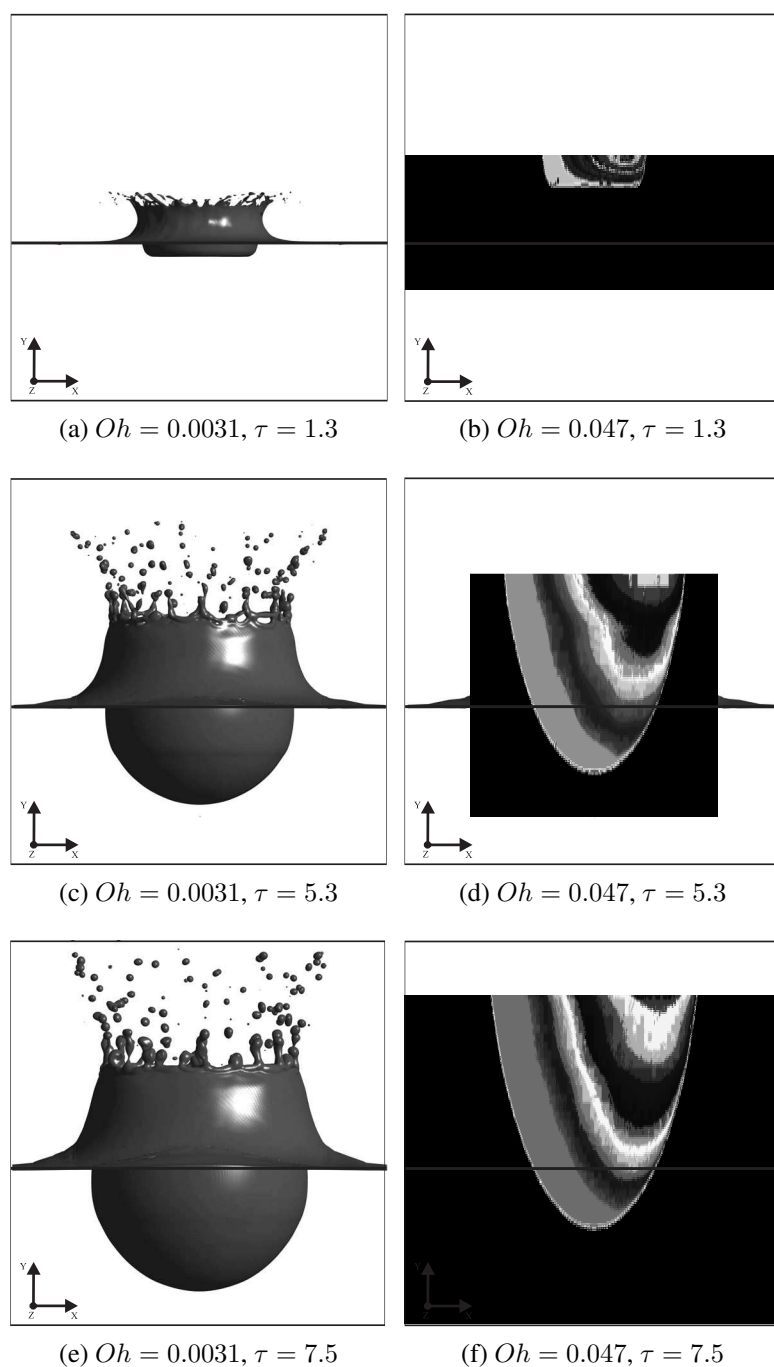 Y
Z X
Y
Z X
(a) Oh = 0.0031, τ = 1.3
(b) Oh = 0.047, τ = 1.3
Y
Z X
Y
Z X
(c) Oh = 0.0031, τ = 5.3
(d) Oh = 0.047, τ = 5.3
Y
Z X
Y
Z X
(e) Oh = 0.0031, τ = 7.5
(f) Oh = 0.047, τ = 7.5